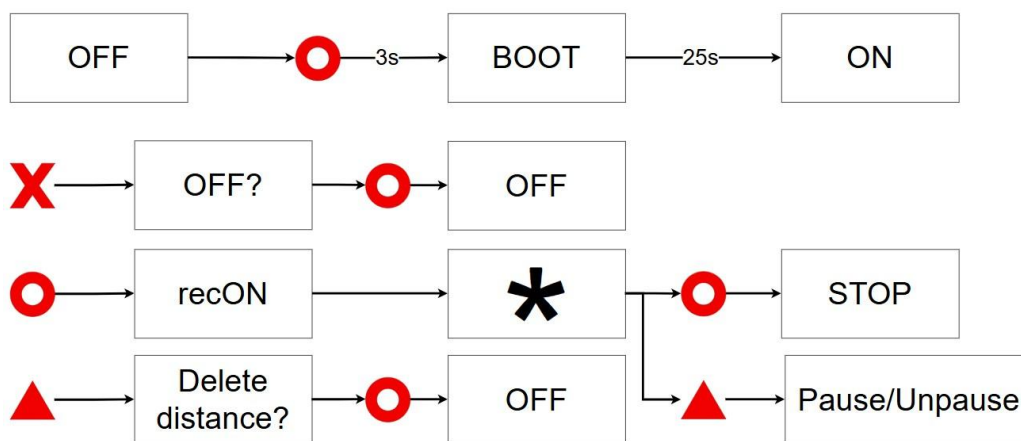 OFF
3s
BOOT
25s
ON
OFF?
OFF
recON
*
STOP
Delete
distance?
OFF
Pause/Unpause